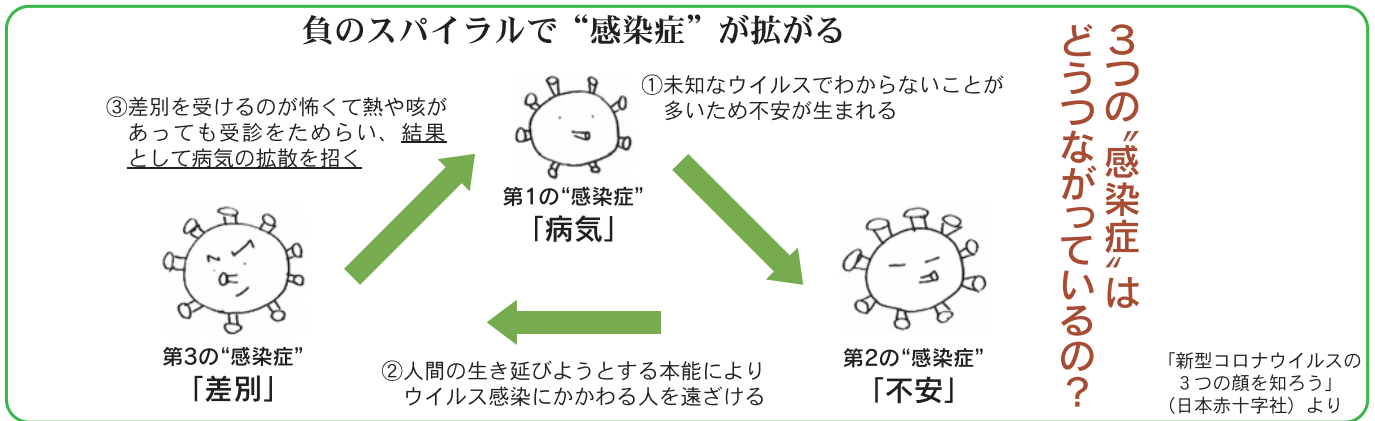 負のスパイラルで“感染症”が拡がる
3つの〝感染症〟は
どうつながっているの？
①未知なウイルスでわからないことが
多いため不安が生まれる
③差別を受けるのが怖くて熱や咳が
あっても受診をためらい、結果
として病気の拡散を招く
第1の“感染症”
「病気」
第3の“感染症”
「差別」
②人間の生き延びようとする本能により
ウイルス感染にかかわる人を遠ざける
第2の“感染症”
「不安」
「新型コロナウイルスの
３つの顔を知ろう」
（日本赤十字社）より